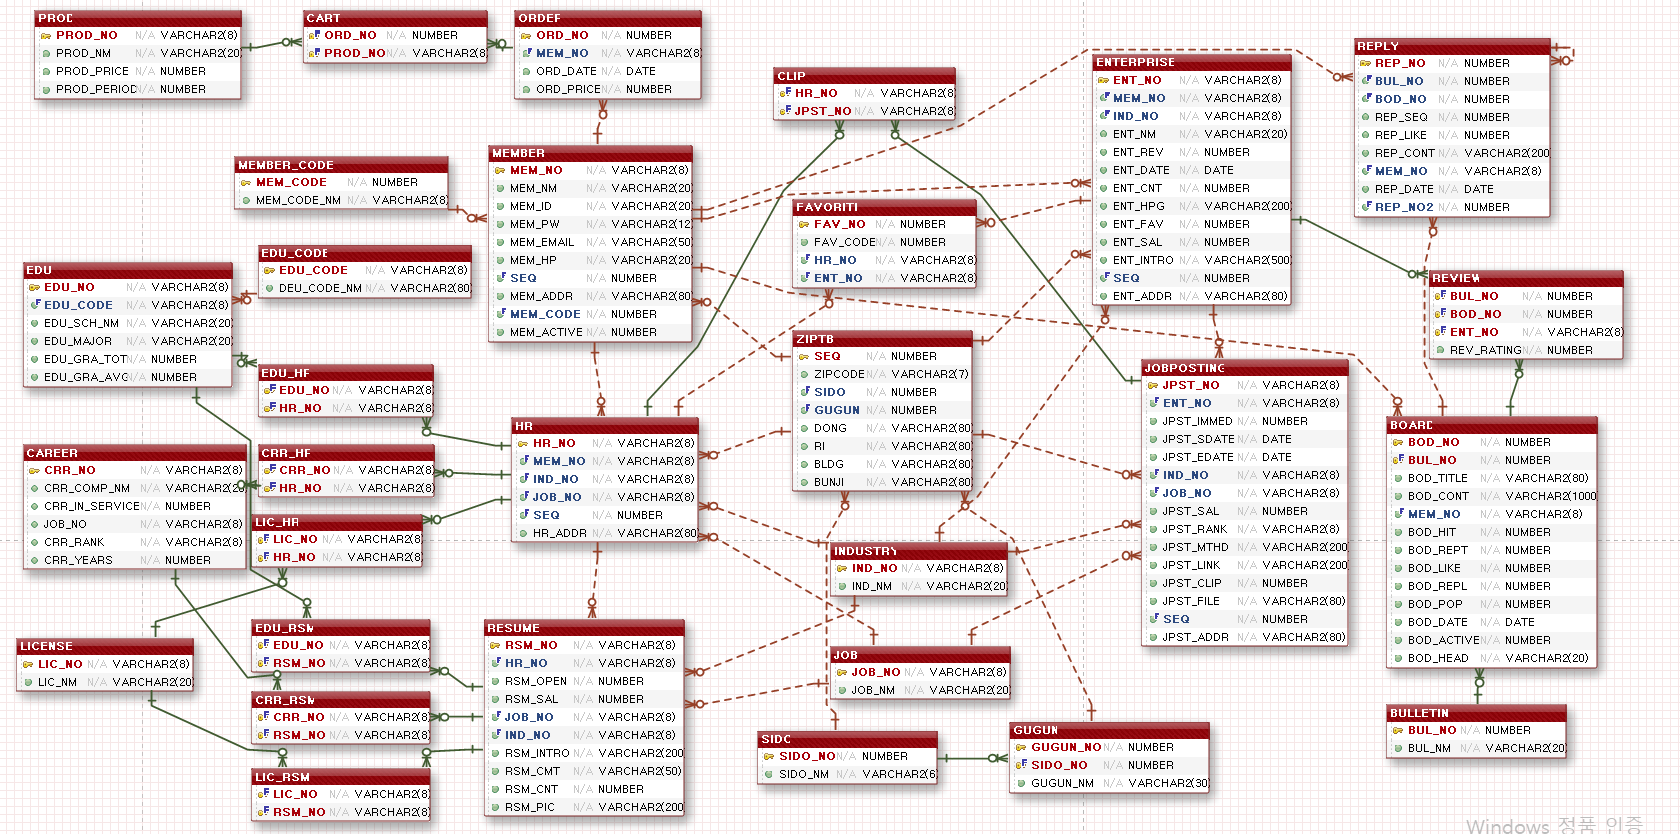 PROD
PROD_NO N/A VARCHAR2(8)
PROD_NM N/A VARCHAR2(20)
PROD_PRICE N/A NUMBER
PROD_PERIOD N/A NUMBER
CART
ORD_NO N/A NUMBER
PROD_NO N/A VARCHAR2(8)
ORDEF
ORD_NO N/A NUMBER
MEM_NO N/A VARCHAR2(8)
ORD_DATE N/A DATE
ORD_PRICE N/A NUMBER
CLIP
HR_NO N/A VARCHAR2(8)
JPST_NO N/A VARCHAR2(8)
ENTERPRISE
ENT_NO N/A VARCHAR2(8)
MEM_NO N/A VARCHAR2(8)
IND_NO N/A VARCHAR2(8)
ENT_NM N/A VARCHAR2(20)
ENT_REV N/A NUMBER
ENT_DATE N/A DATE
ENT_CNT N/A NUMBER
ENT_HPG N/A VARCHAR2(200)
ENT_FAV N/A NUMBER
ENT_SAL N/A NUMBER
ENT_INTRO N/A VARCHAR2(500)
SEQ N/A NUMBER
ENT_ADDR N/A VARCHAR2(80)
REPLY
REP_NO N/A NUMBER
BUL_NO N/A NUMBER
BOD_NO N/A NUMBER
REP_SEQ N/A NUMBER
REP_LIKE N/A NUMBER
REP_CONT N/A VARCHAR2(200
MEM_NO N/A VARCHAR2(8)
REP_DATE N/A DATE
REP_NO2 N/A NUMBER
MEMBER_CODE
MEM_CODE N/A NUMBER
MEM_CODE_NM N/A VARCHAR2(8)
MEMBER
MEM_NO N/A VARCHAR2(8)
MEM_NM N/A VARCHAR2(20)
MEM_ID N/A VARCHAR2(20)
MEM_PW N/A VARCHAR2(12)
MEM_EMAIL N/A VARCHAR2(50)
MEM_HP N/A VARCHAR2(20)
SEQ N/A NUMBER
MEM_ADDR N/A VARCHAR2(80)
MEM_CODE N/A NUMBER
MEM_ACTIVE N/A NUMBER
FAVORITI
FAV_NO N/A NUMBER
FAV_CODE N/A NUMBER
HR_NO N/A VARCHAR2(8)
ENT_NO N/A VARCHAR2(8)
EDU_CODE
EDU_CODE N/A VARCHAR2(8)
DEU_CODE_NM N/A VARCHAR2(80)
EDU
EDU_NO N/A VARCHAR2(8)
EDU_CODE N/A VARCHAR2(8)
EDU_SCH_NM N/A VARCHAR2(20)
EDU_MAJOR N/A VARCHAR2(20)
EDU_GRA_TOT N/A NUMBER
EDU_GRA_AVG N/A NUMBER
REVIEW
BUL_NO N/A NUMBER
BOD_NO N/A NUMBER
ENT_NO N/A VARCHAR2(8)
REV_RATING N/A NUMBER
ZIPTB
SEQ N/A NUMBER
ZIPCODE N/A VARCHAR2(7)
SIDO N/A NUMBER
GUGUN N/A NUMBER
DONG N/A VARCHAR2(80)
RI N/A VARCHAR2(80)
BLDG N/A VARCHAR2(80)
BUNJI N/A VARCHAR2(80)
EDU_HF
EDU_NO N/A VARCHAR2(8)
HR_NO N/A VARCHAR2(8)
JOBPOSTING
JPST_NO N/A VARCHAR2(8)
ENT_NO N/A VARCHAR2(8)
JPST_IMMED N/A NUMBER
JPST_SDATE N/A DATE
JPST_EDATE N/A DATE
IND_NO N/A VARCHAR2(8)
JOB_NO N/A VARCHAR2(8)
JPST_SAL N/A NUMBER
JPST_RANK N/A VARCHAR2(8)
JPST_MTHD N/A VARCHAR2(200
JPST_LINK N/A VARCHAR2(200
JPST_CLIP N/A NUMBER
JPST_FILE N/A VARCHAR2(80)
SEQ N/A NUMBER
JPST_ADDR N/A VARCHAR2(80)
HR
HR_NO N/A VARCHAR2(8)
MEM_NO N/A VARCHAR2(8)
IND_NO N/A VARCHAR2(8)
JOB_NO N/A VARCHAR2(8)
SEQ N/A NUMBER
HR_ADDR N/A VARCHAR2(80)
BOARD
BOD_NO N/A NUMBER
BUL_NO N/A NUMBER
BOD_TITLE N/A VARCHAR2(80)
BOD_CONT N/A VARCHAR2(1000
MEM_NO N/A VARCHAR2(8)
BOD_HIT N/A NUMBER
BOD_REPT N/A NUMBER
BOD_LIKE N/A NUMBER
BOD_REPL N/A NUMBER
BOD_POP N/A NUMBER
BOD_DATE N/A DATE
BOD_ACTIVE N/A NUMBER
BOD_HEAD N/A VARCHAR2(20)
CAREER
CRR_NO N/A VARCHAR2(8)
CRR_COMP_NM N/A VARCHAR2(20)
CRR_IN_SERVICE N/A NUMBER
JOB_NO N/A VARCHAR2(8)
CRR_RANK N/A VARCHAR2(8)
CRR_YEARS N/A NUMBER
CRR_HF
CRR_NO N/A VARCHAR2(8)
HR_NO N/A VARCHAR2(8)
LIC_HR
LIC_NO N/A VARCHAR2(8)
HR_NO N/A VARCHAR2(8)
INDUSTRY
IND_NO N/A VARCHAR2(8)
IND_NM N/A VARCHAR2(20)
LICENSE
LIC_NO N/A VARCHAR2(8)
LIC_NM N/A VARCHAR2(20)
EDU_RSM
EDU_NO N/A VARCHAR2(8)
RSM_NO N/A VARCHAR2(8)
RESUME
RSM_NO N/A VARCHAR2(8)
HR_NO N/A VARCHAR2(8)
RSM_OPEN N/A NUMBER
RSM_SAL N/A NUMBER
JOB_NO N/A VARCHAR2(8)
IND_NO N/A VARCHAR2(8)
RSM_INTRO N/A VARCHAR2(200
RSM_CMT N/A VARCHAR2(50)
RSM_CNT N/A NUMBER
RSM_PIC N/A VARCHAR2(200
JOB
JOB_NO N/A VARCHAR2(8)
JOB_NM N/A VARCHAR2(20)
CRR_RSM
CRR_NO N/A VARCHAR2(8)
RSM_NO N/A VARCHAR2(8)
LIC_RSM
LIC_NO N/A VARCHAR2(8)
RSM_NO N/A VARCHAR2(8)
SIDC
SIDO_NO N/A NUMBER
SIDO_NM N/A VARCHAR2(6)
GUGUN
GUGUN_NO N/A NUMBER
SIDO_NO N/A NUMBER
GUGUN_NM N/A VARCHAR2(30)
BULLETIN
BUL_NO N/A NUMBER
BUL_NM N/A VARCHAR2(20)
Windows 정품 인증